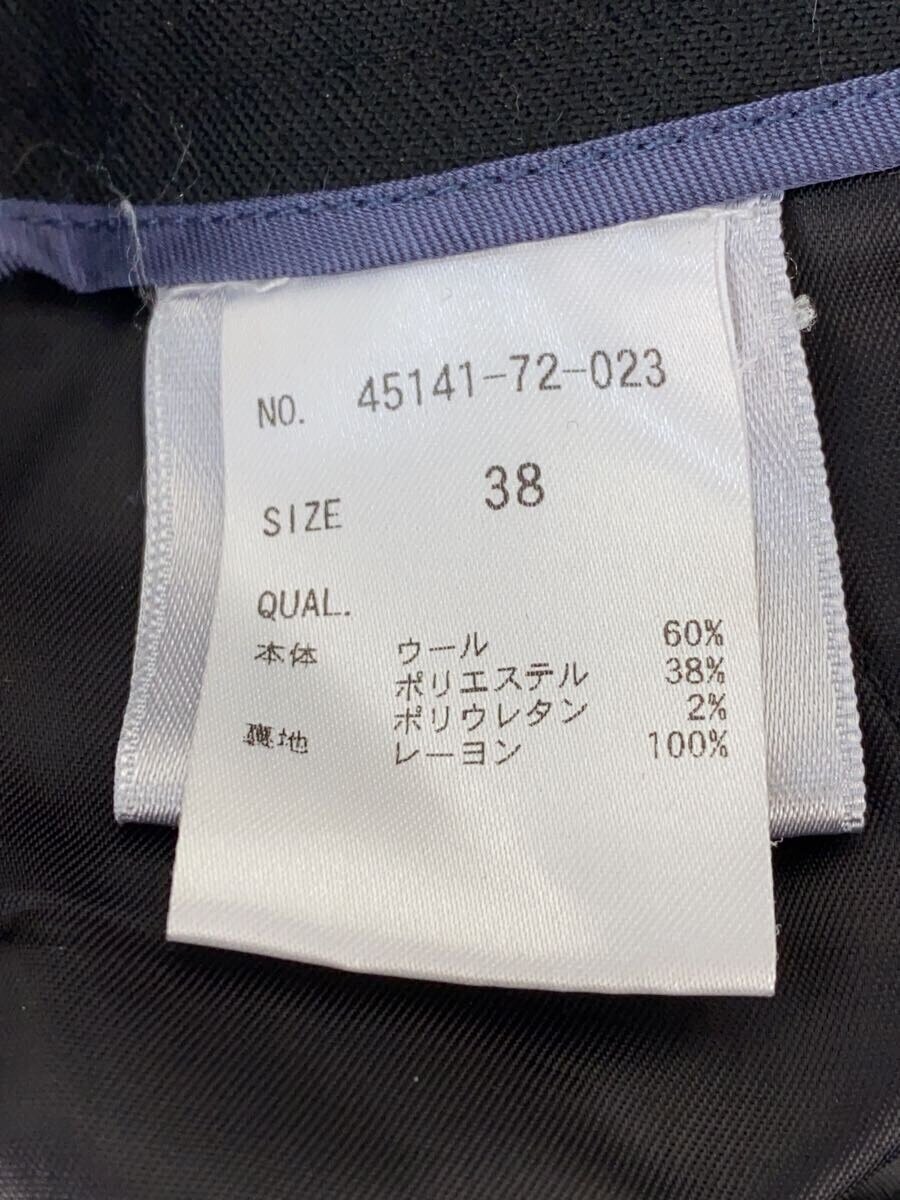 NO. 45141-72-023
SIZE 38
QUAL.
本体 ウール 60%
ポリエステル 38%
ポリウレタン 2%
裏地 レーヨン 100%